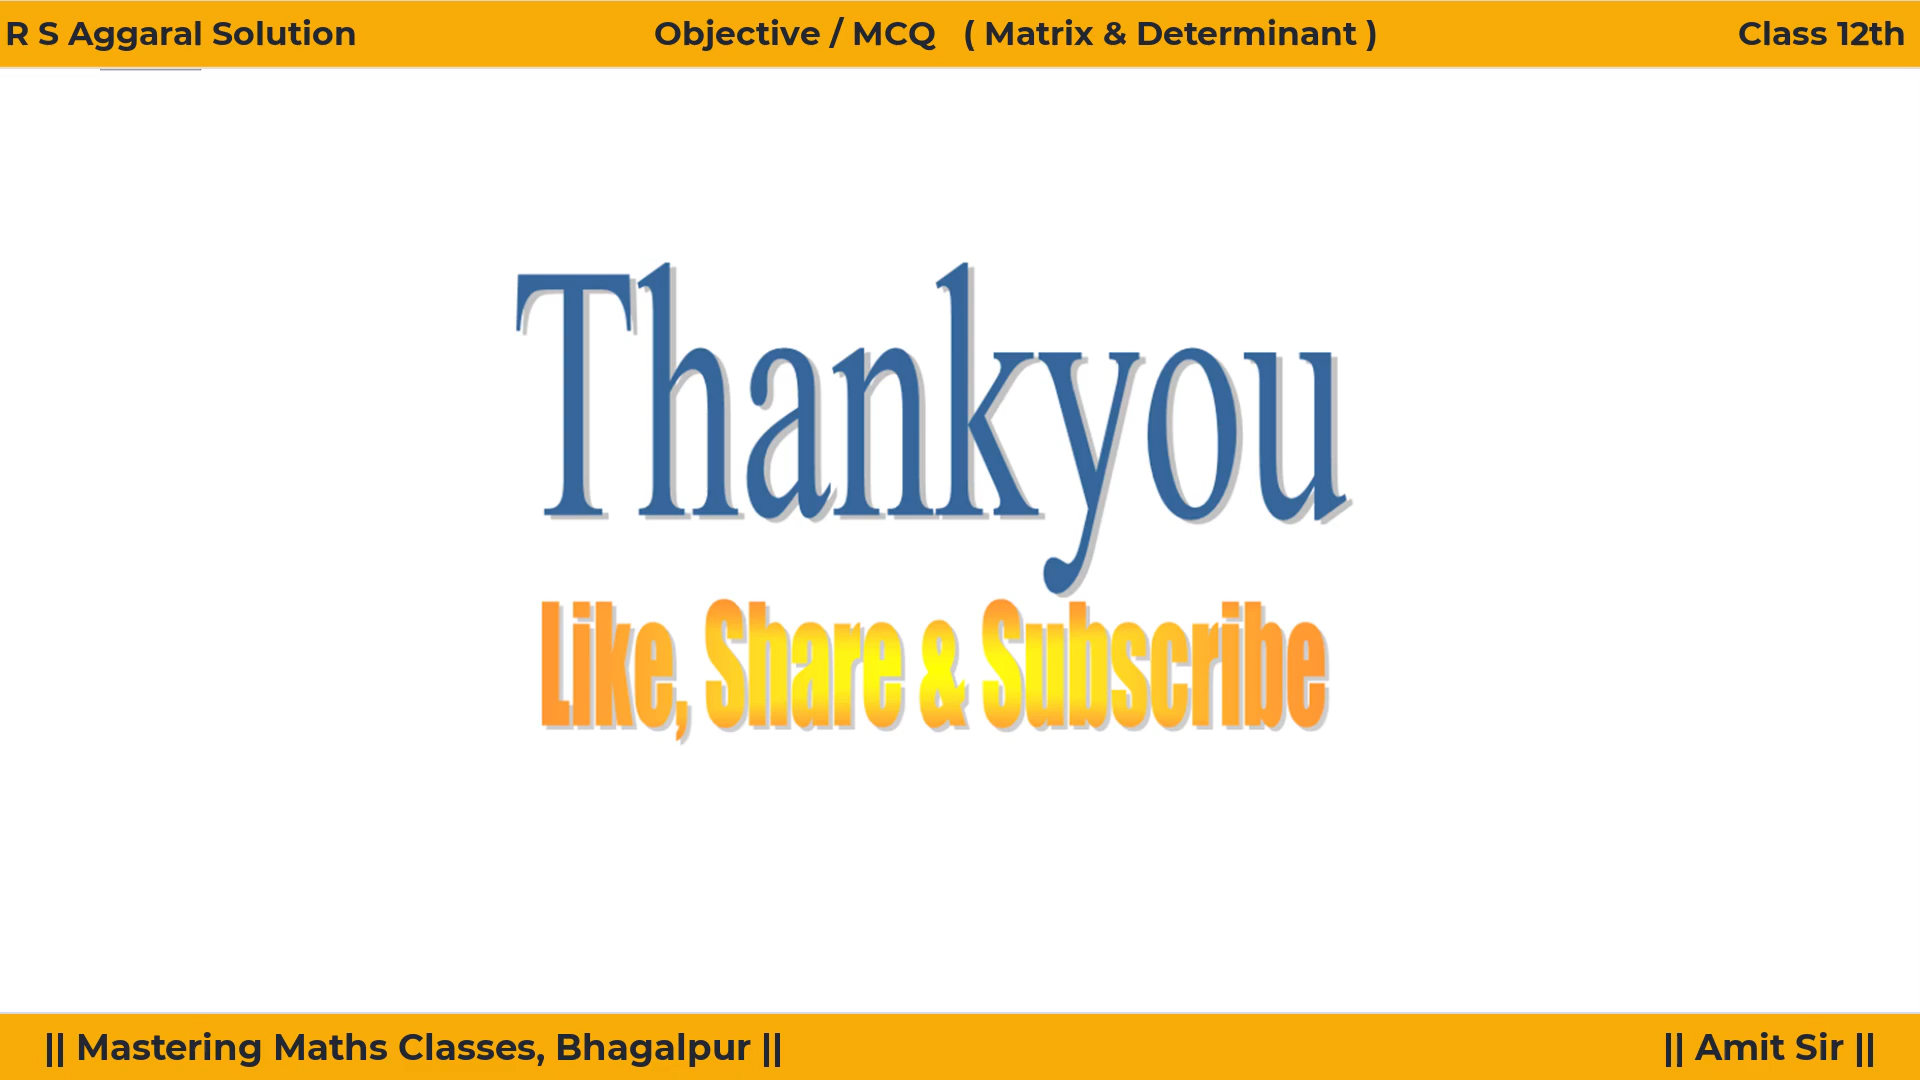 R S Aggaral Solution Objective / MCQ ( Matrix & Determinant ) Class 12th
Thankyou
Like, Share & Subscribe
|| Mastering Maths Classes, Bhagalpur || || Amit Sir ||